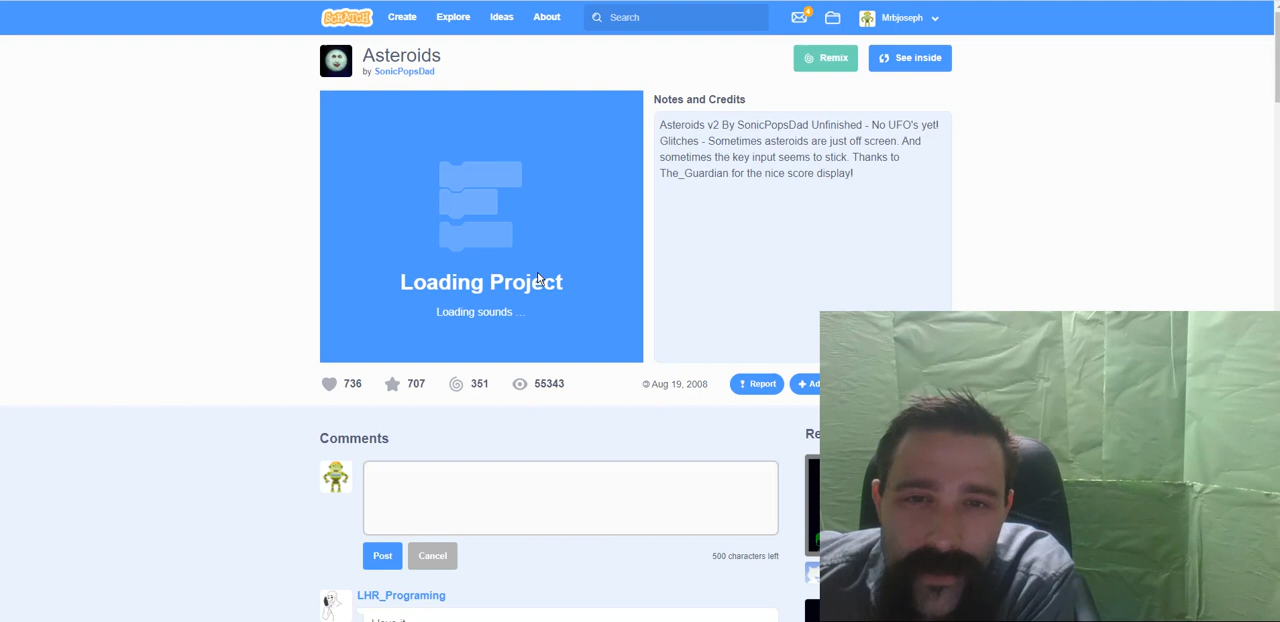 SCRATCH Create Explore Ideas About Search 4 Mrbjoseph
Asteroids
by SonicPopsDad
Remix See inside
Loading Project
Loading sounds ...
Notes and Credits
Asteroids v2 By SonicPopsDad Unfinished - No UFO's yet!
Glitches - Sometimes asteroids are just off screen. And
sometimes the key input seems to stick. Thanks to
The_Guardian for the nice score display!
736 707 351 55343
© Aug 19, 2008 Report Ad
Comments
Re
Post Cancel 500 characters left
LHR_Programing